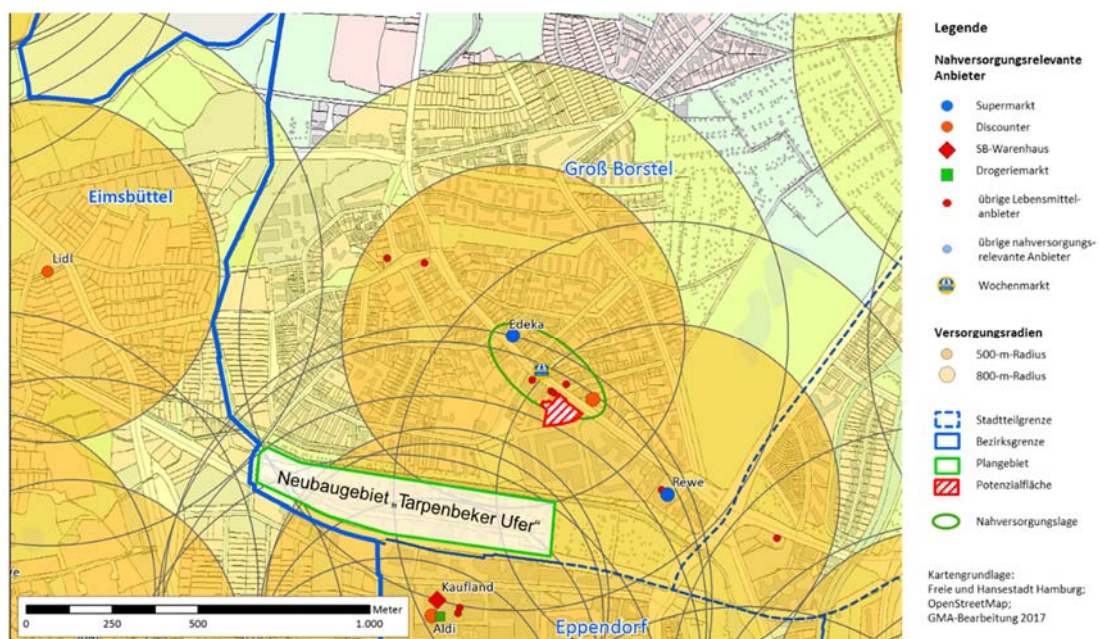 Groß Borstel
Eimsbüttel
Lidl
Edeka
Rewe
Neubaugebiet „Tarpenbeker Ufer“
Kaufland
Aldi
Eppendorf
Meter
0 250 500 1.000
Legende
Nahversorgungsrelevante
Anbieter
Supermarkt
Discounter
SB-Warenhaus
Drogeriemarkt
übrige Lebensmittel-
anbieter
übrige nahversorgungs-
relevante Anbieter
Wochenmarkt
Versorgungsradien
500-m-Radius
800-m-Radius
Stadtteilgrenze
Bezirksgrenze
Plangebiet
Potenzialfläche
Nahversorgungslage
Kartengrundlage:
Freie und Hansestadt Hamburg;
OpenStreetMap;
GMA-Bearbeitung 2017